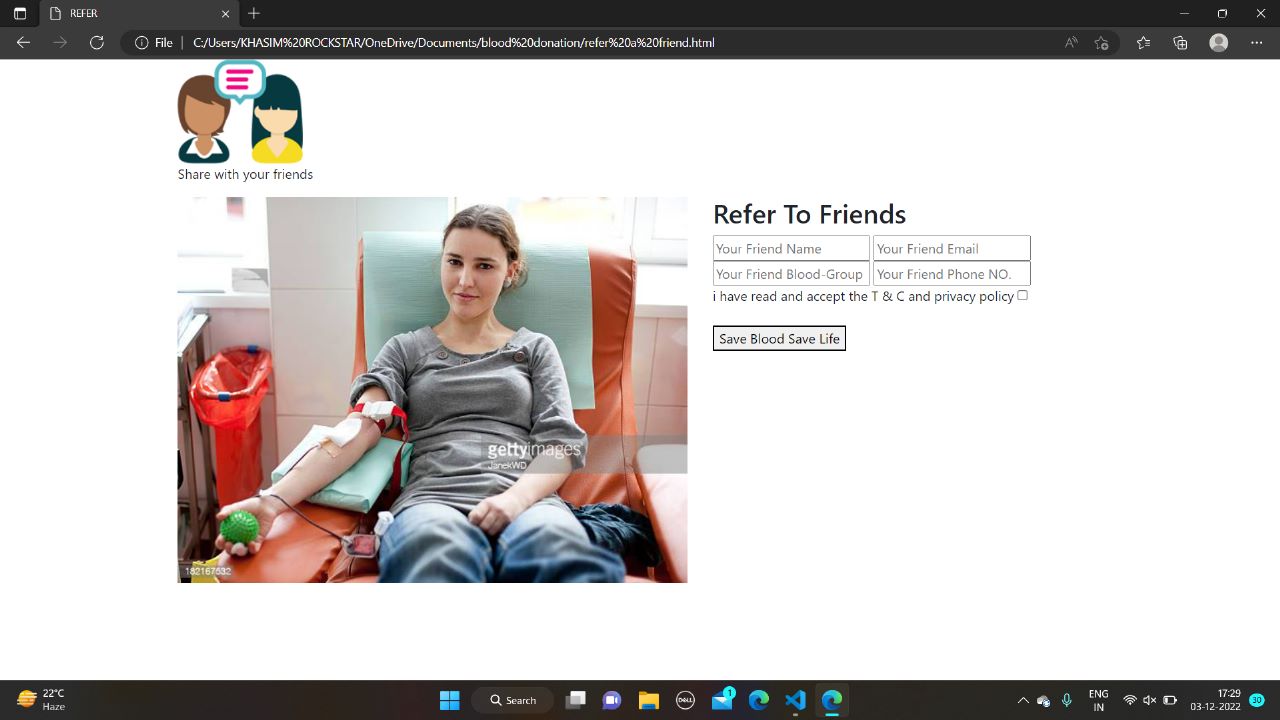 REFER
File
C:/Users/KHASIM%20ROCKSTAR/OneDrive/Documents/blood%20donation/refer%20a%20friend.html
Share with your friends
Refer To Friends
Your Friend Name Your Friend Email
Your Friend Blood-Group Your Friend Phone NO.
i have read and accept the T & C and privacy policy
Save Blood Save Life
gettyimages
JanekWD
182167532
22°C
Haze
Search
DELL
1
ENG
IN
17:29
03-12-2022
30